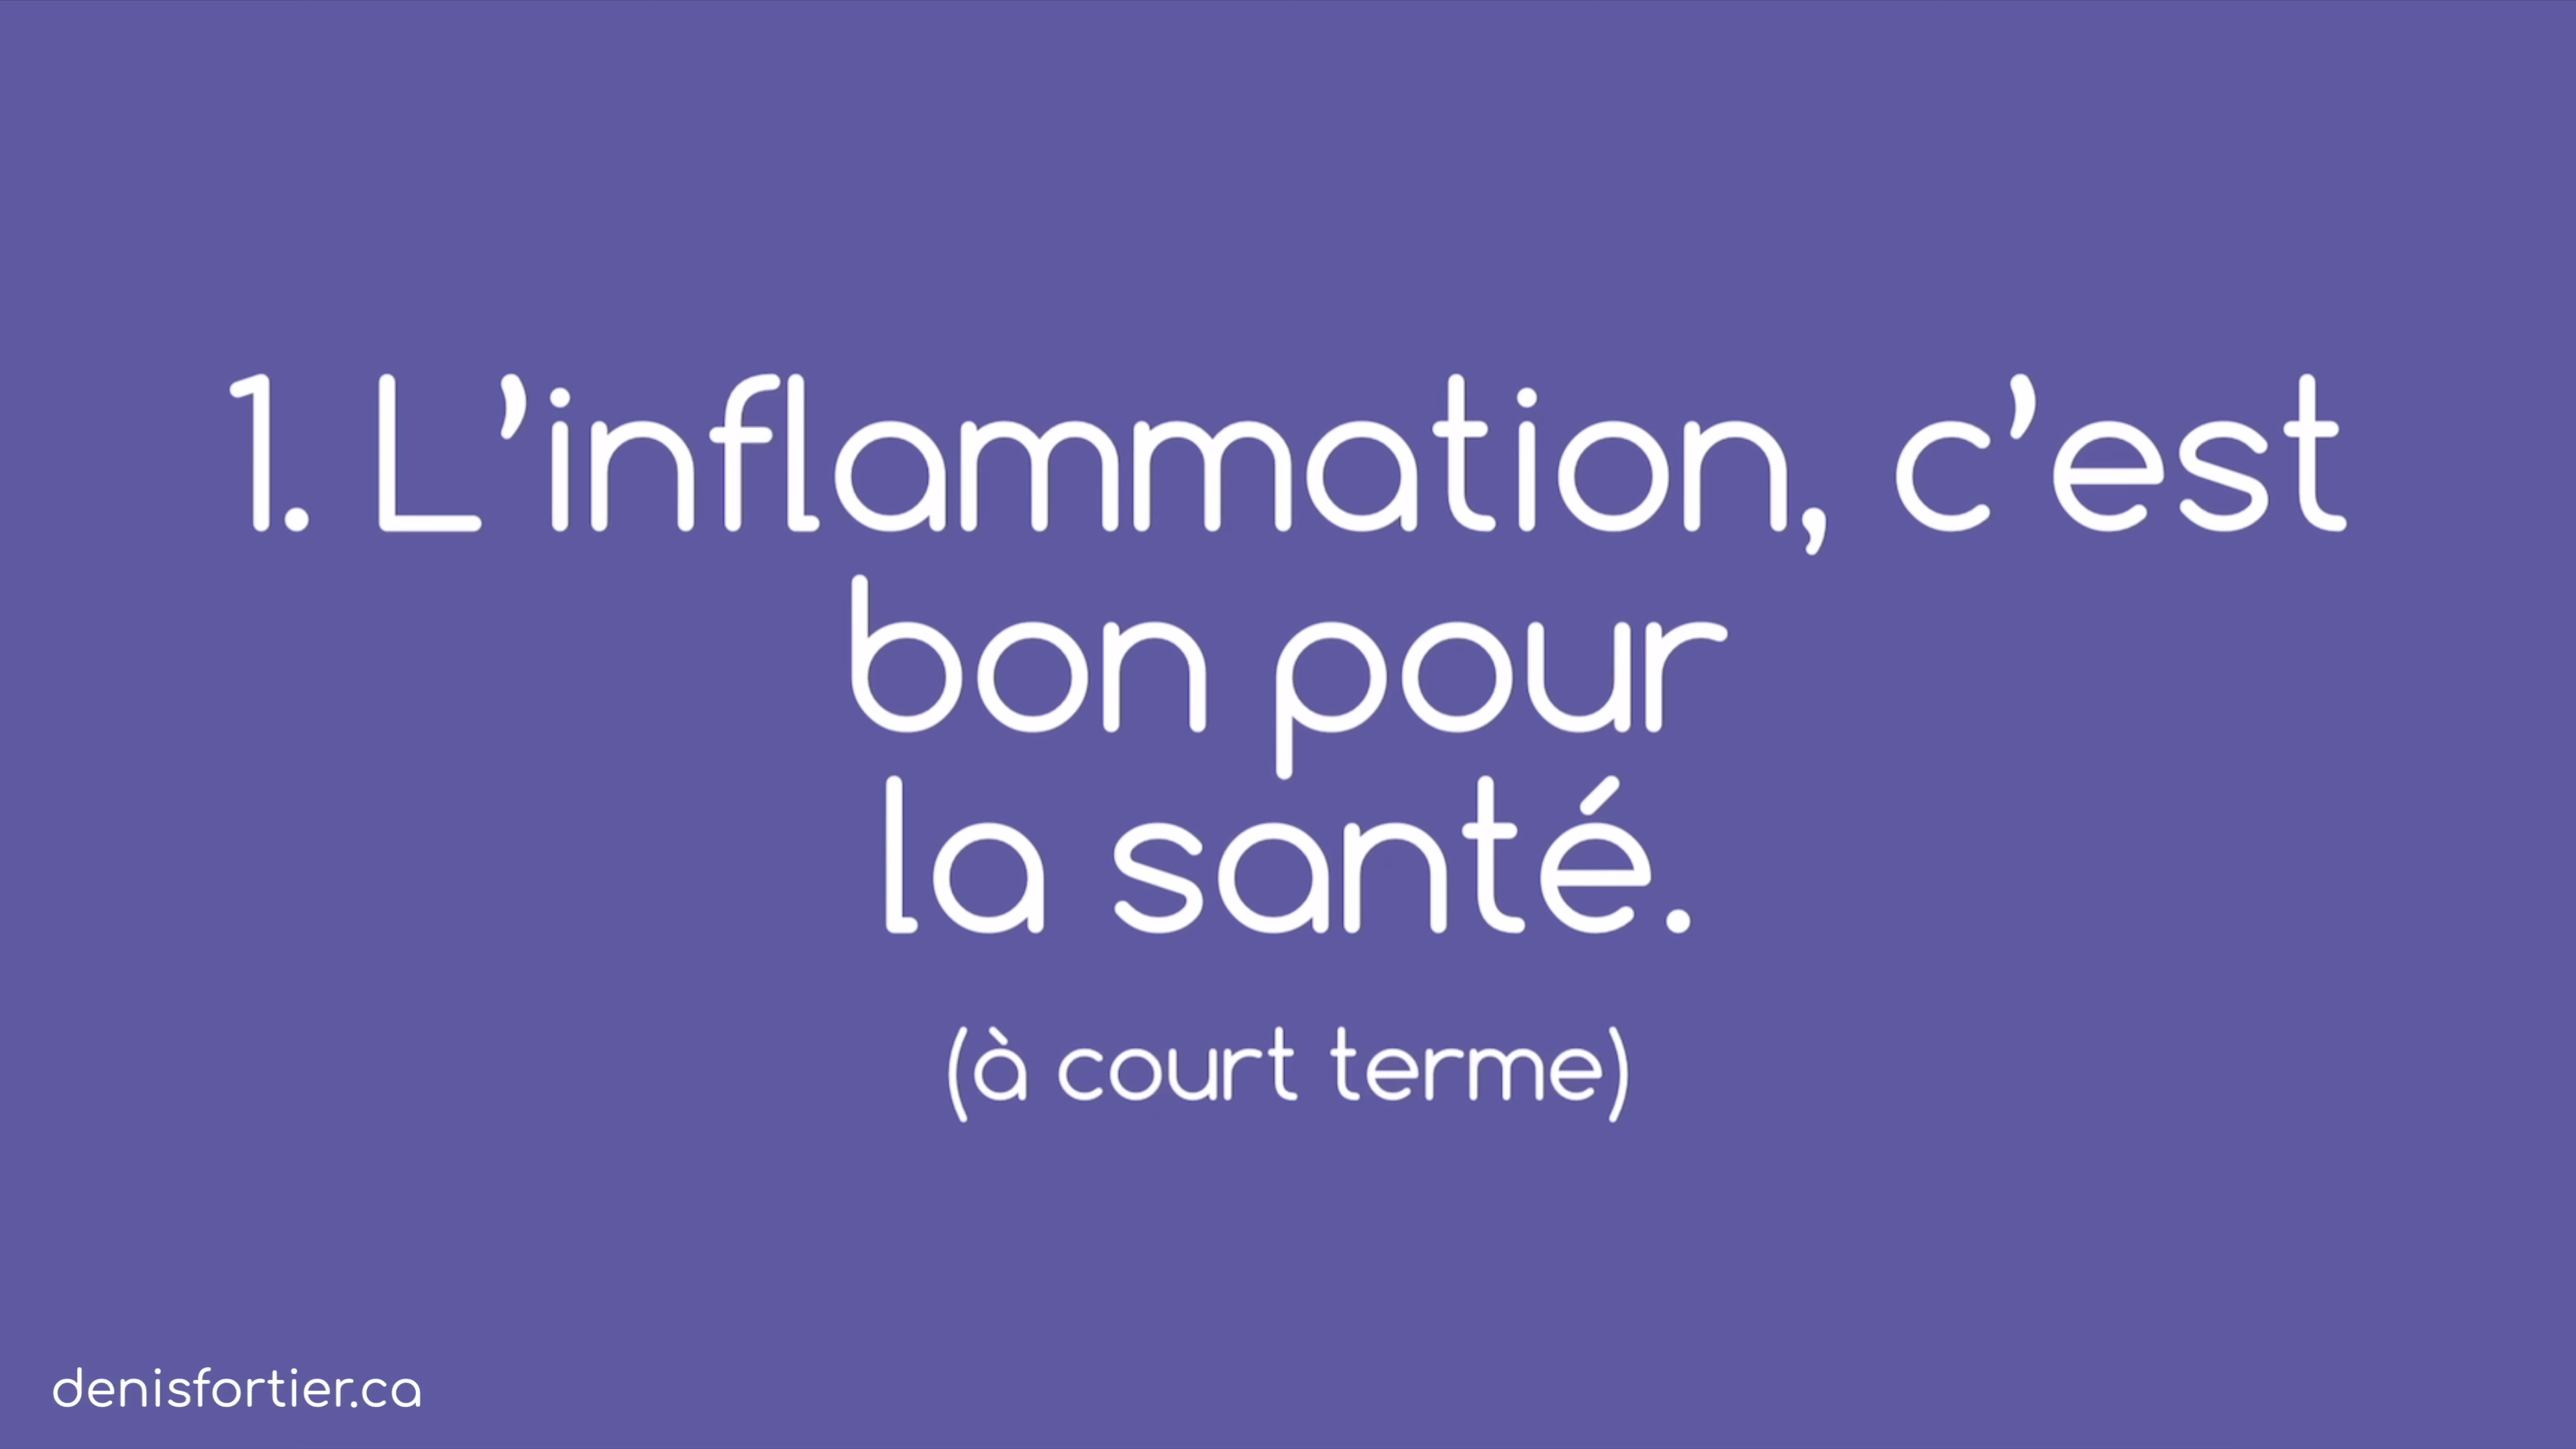 1. L’inflammation, c’est
bon pour
la santé.
(à court terme)
denisfortier.ca